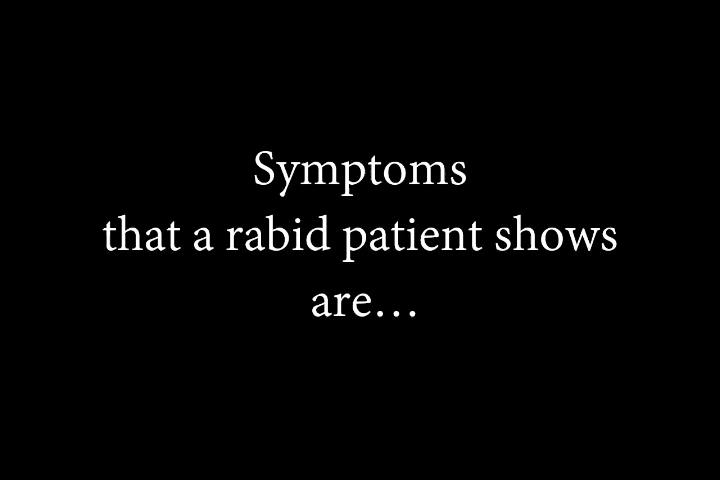 Symptoms
that a rabid patient shows
are…